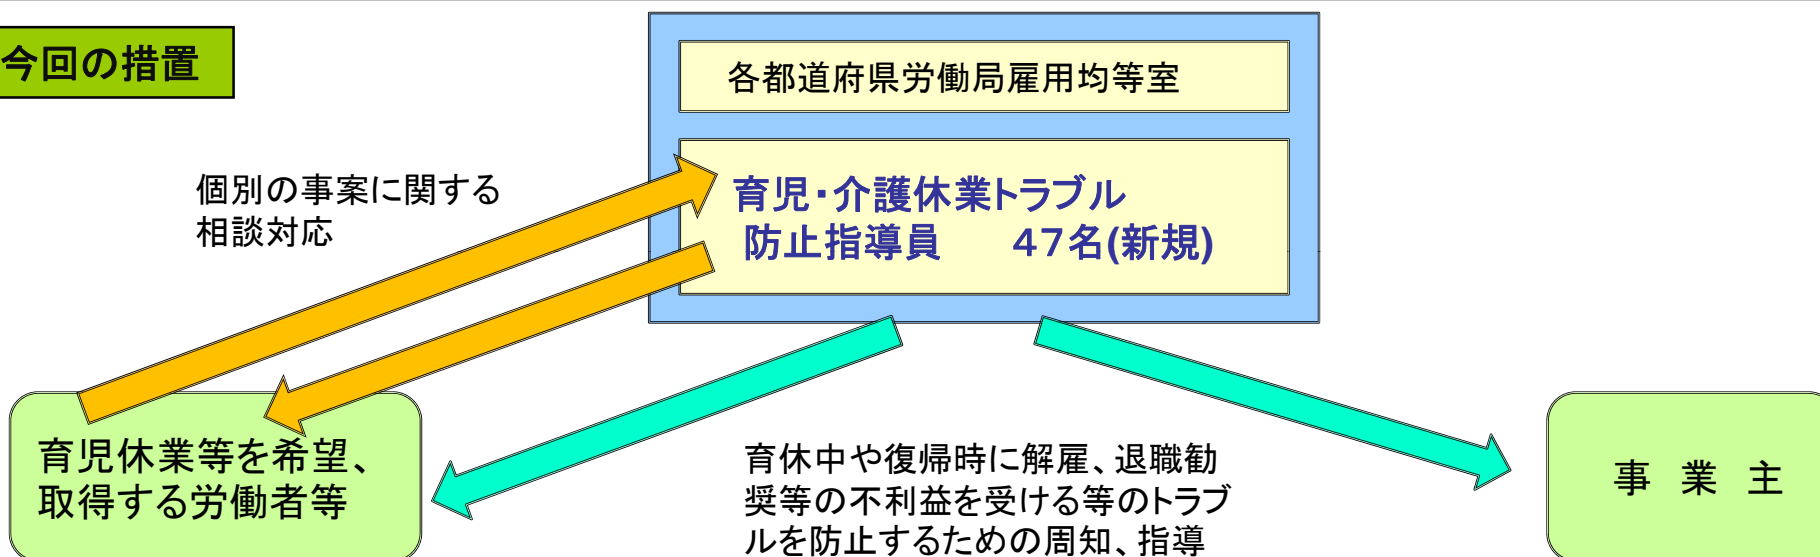 今回の措置
各都道府県労働局雇用均等室
個別の事案に関する
相談対応
育児・介護休業トラブル
防止指導員　　47名(新規)
育児休業等を希望、
取得する労働者等
育休中や復帰時に解雇、退職勧
奨等の不利益を受ける等のトラブ
ルを防止するための周知、指導
事　業　主